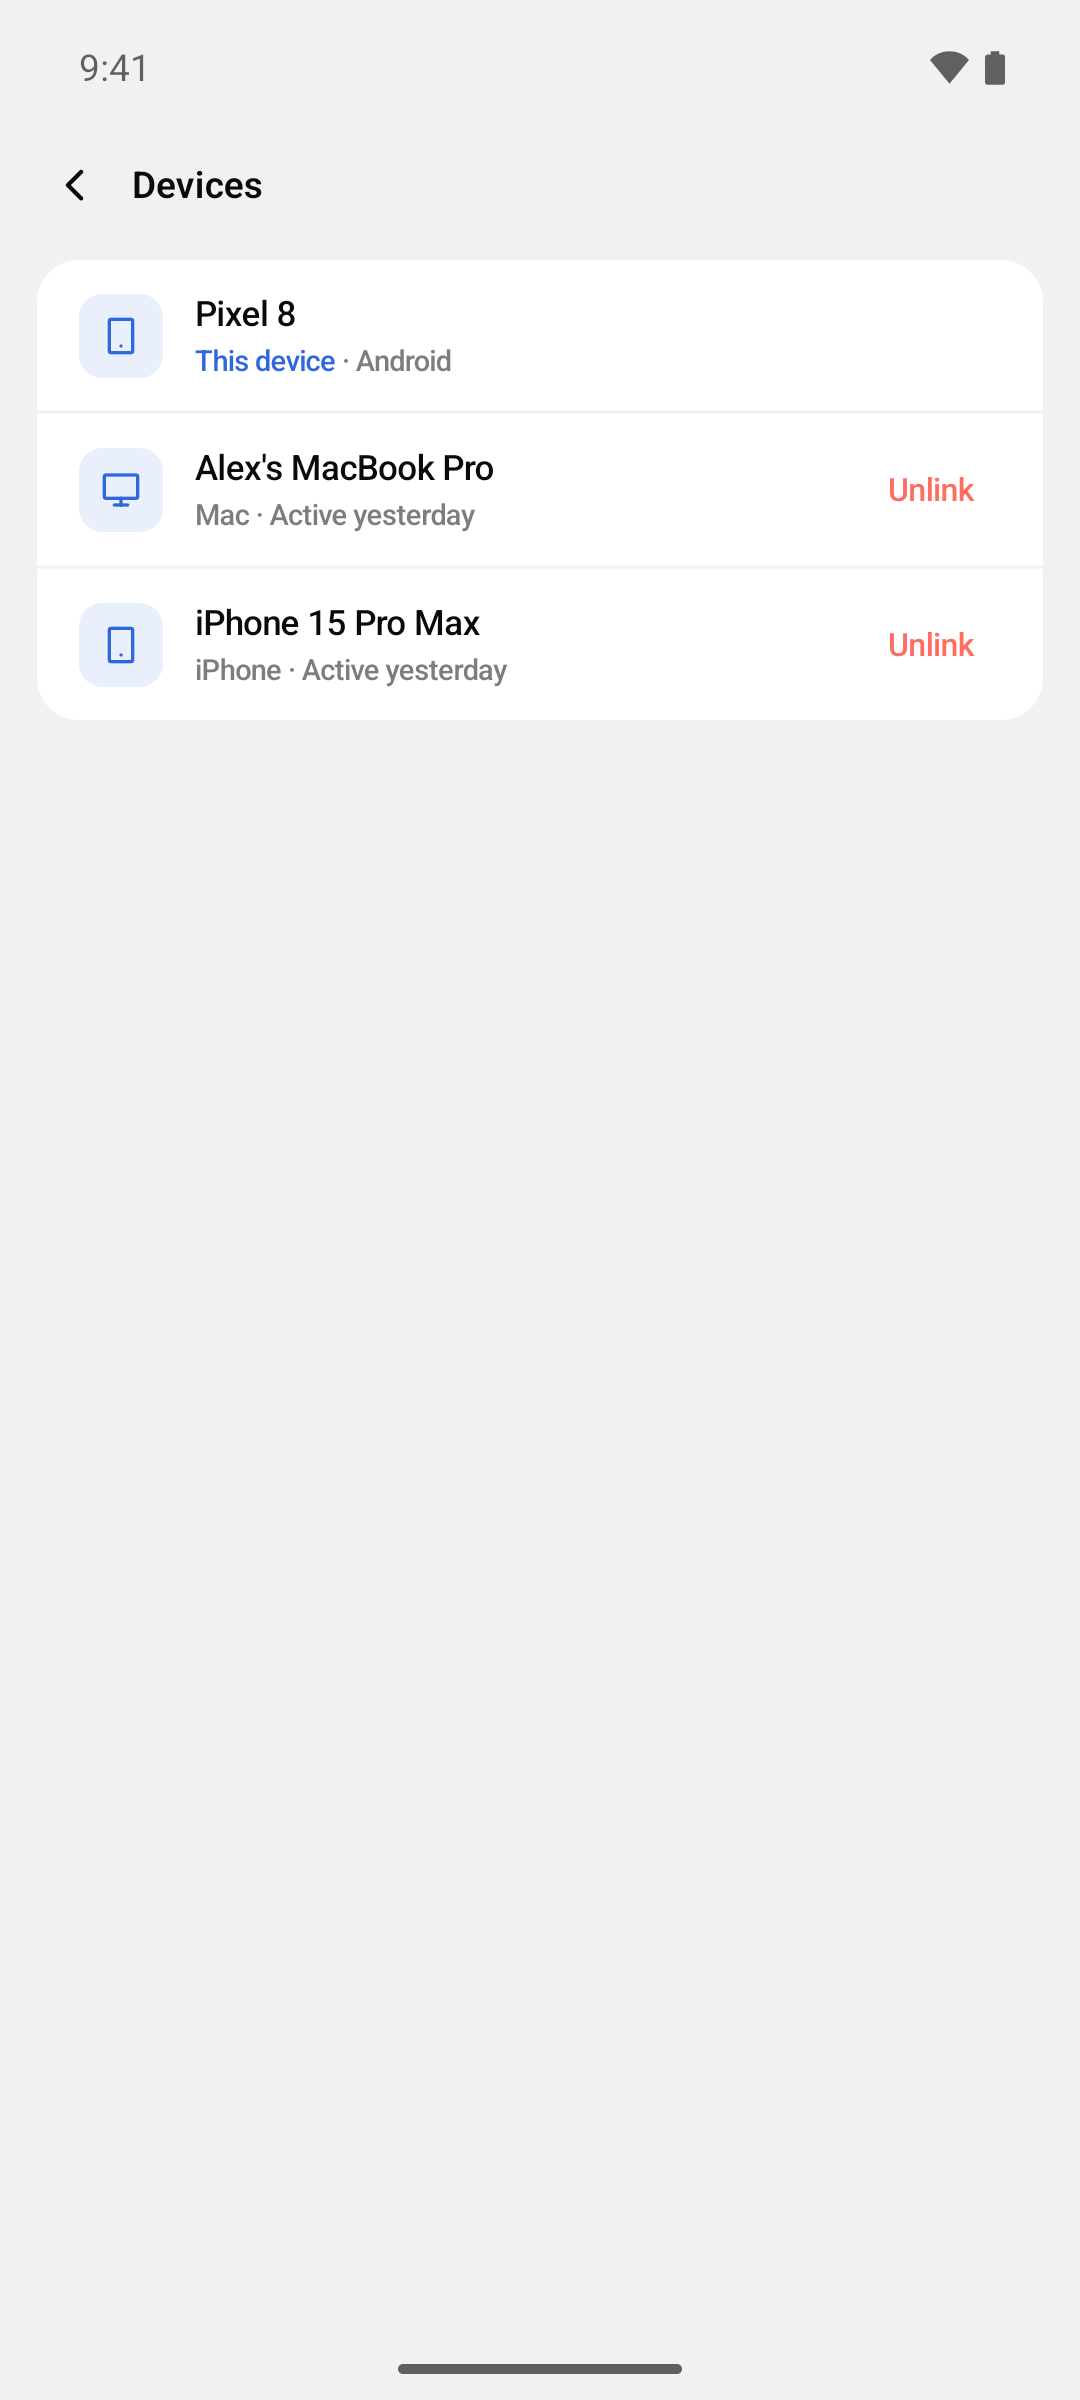 9:41
Devices
Pixel 8
This device · Android
Alex's MacBook Pro
Mac · Active yesterday
Unlink
iPhone 15 Pro Max
iPhone · Active yesterday
Unlink